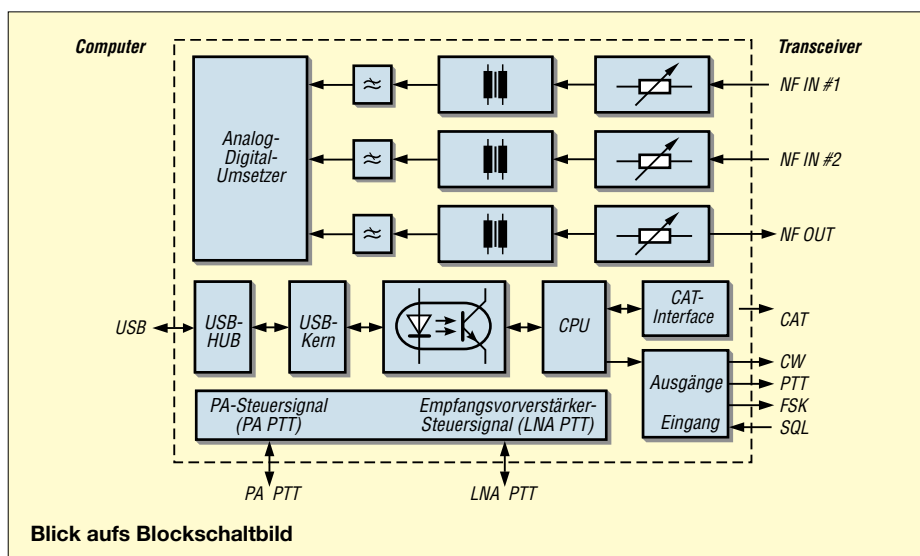 Computer
Transceiver
Analog-
Digital-
Umsetzer
≈
≈
≈
NF IN #1
NF IN #2
NF OUT
USB
USB-
HUB
USB-
Kern
CPU
CAT-
Interface
CAT
Ausgänge
Eingang
CW
PTT
FSK
SQL
PA-Steuersignal
(PA PTT)
Empfangsvorverstärker-
Steuersignal (LNA PTT)
PA PTT
LNA PTT
Blick aufs Blockschaltbild